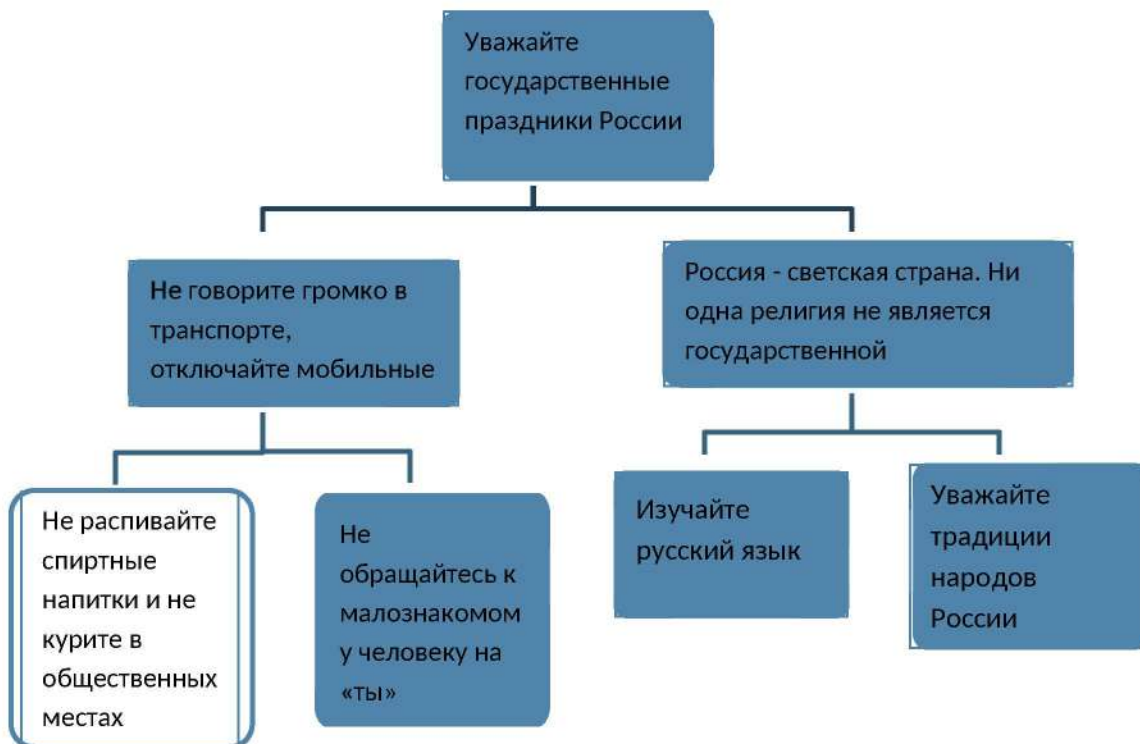 Уважайте
государственные
праздники России
Не говорите громко в
транспорте,
отключайте мобильные
Россия - светская страна. Ни
одна религия не является
государственной
Не распивайте
спиртные
напитки и не
курите в
общественных
местах
Не
обращайтесь к
малознакомом
у человеку на
«ты»
Изучайте
русский язык
Уважайте
традиции
народов
России